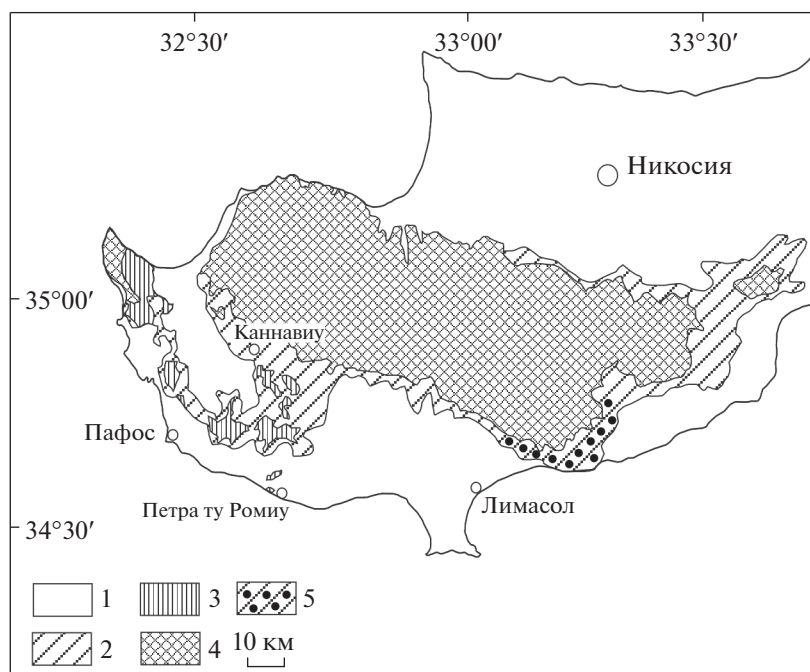 32°30′ 33°00′ 33°30′
Никосия
35°00′
Каннавиу
Пафос
Петра ту Ромиу
Лимасол
34°30′
1 3 5
2 4 10 км